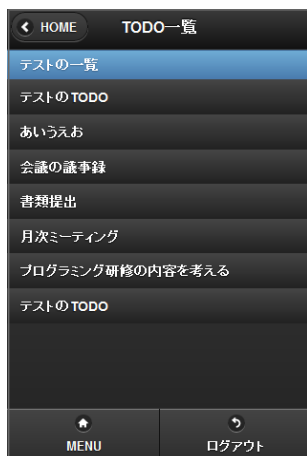 HOME
TODO一覧
テストの一覧
テストのTODO
あいうえお
会議の議事録
書類提出
月次ミーティング
プログラミング研修の内容を考える
テストのTODO
MENU
ログアウト